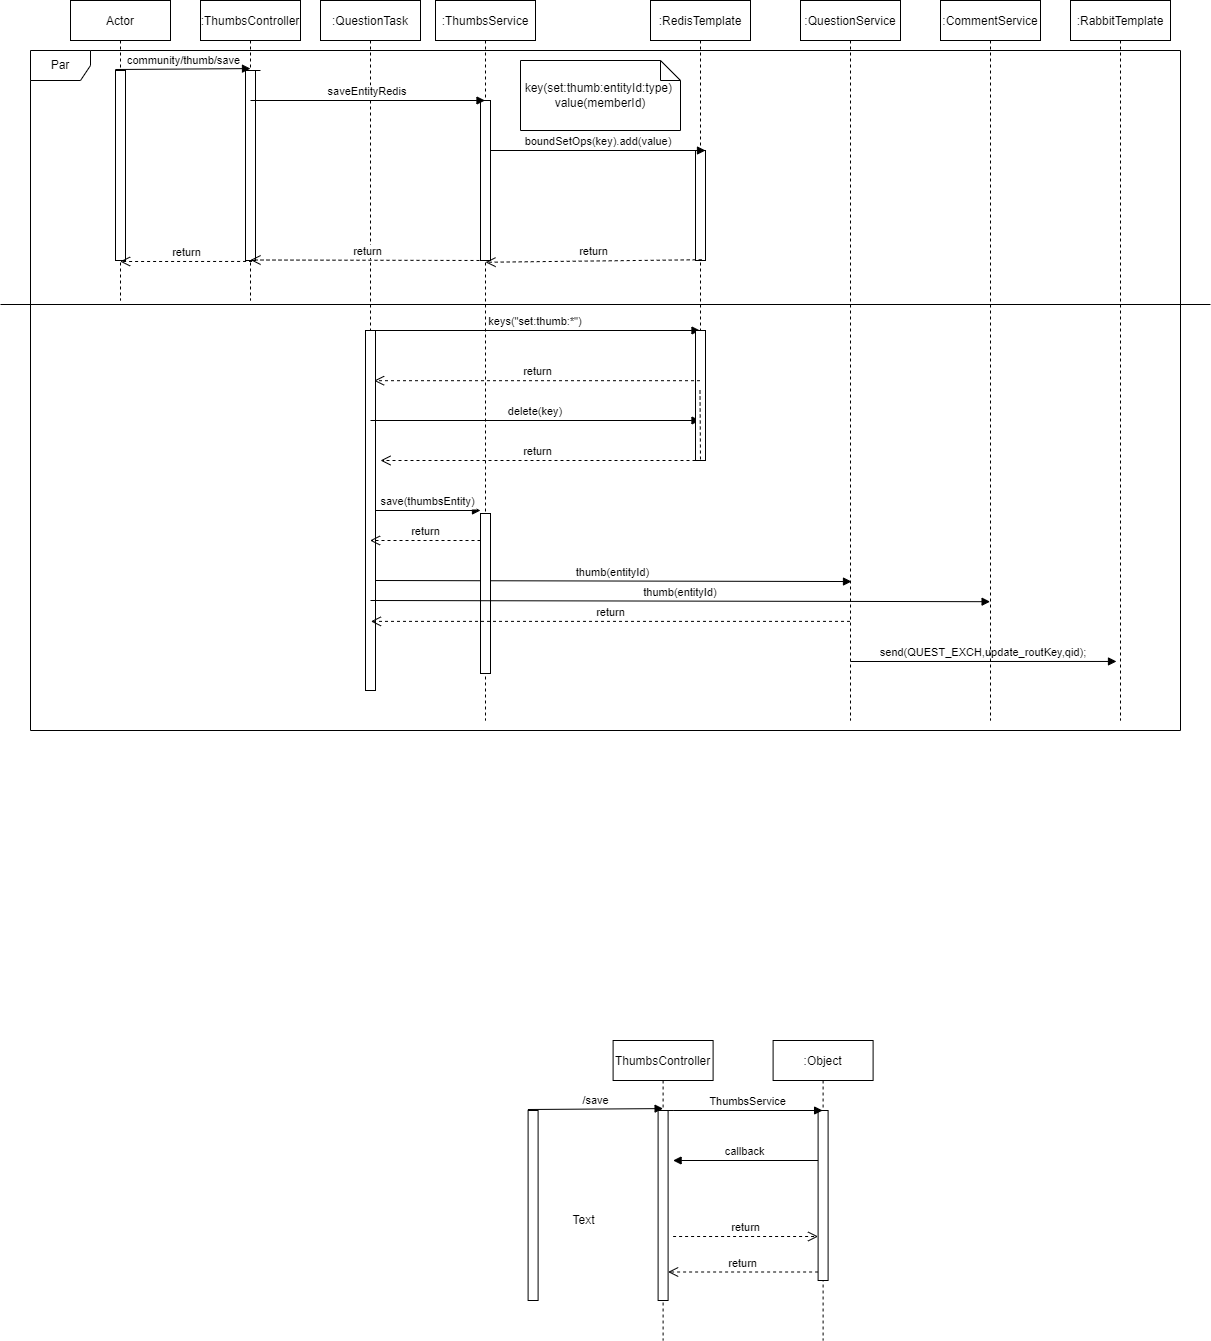 Actor
:ThumbsController
:QuestionTask
:ThumbsService
:RedisTemplate
:QuestionService
:CommentService
:RabbitTemplate
Par
community/thumb/save
key(set:thumb:entityId:type)
value(memberId)
saveEntityRedis
boundSetOps(key).add(value)
return
return
return
keys("set:thumb:*")
return
delete(key)
return
save(thumbsEntity)
return
thumb(entityId)
thumb(entityId)
return
send(QUEST_EXCH,update_routKey,qid);
ThumbsController
:Object
/save
ThumbsService
callback
Text
return
return